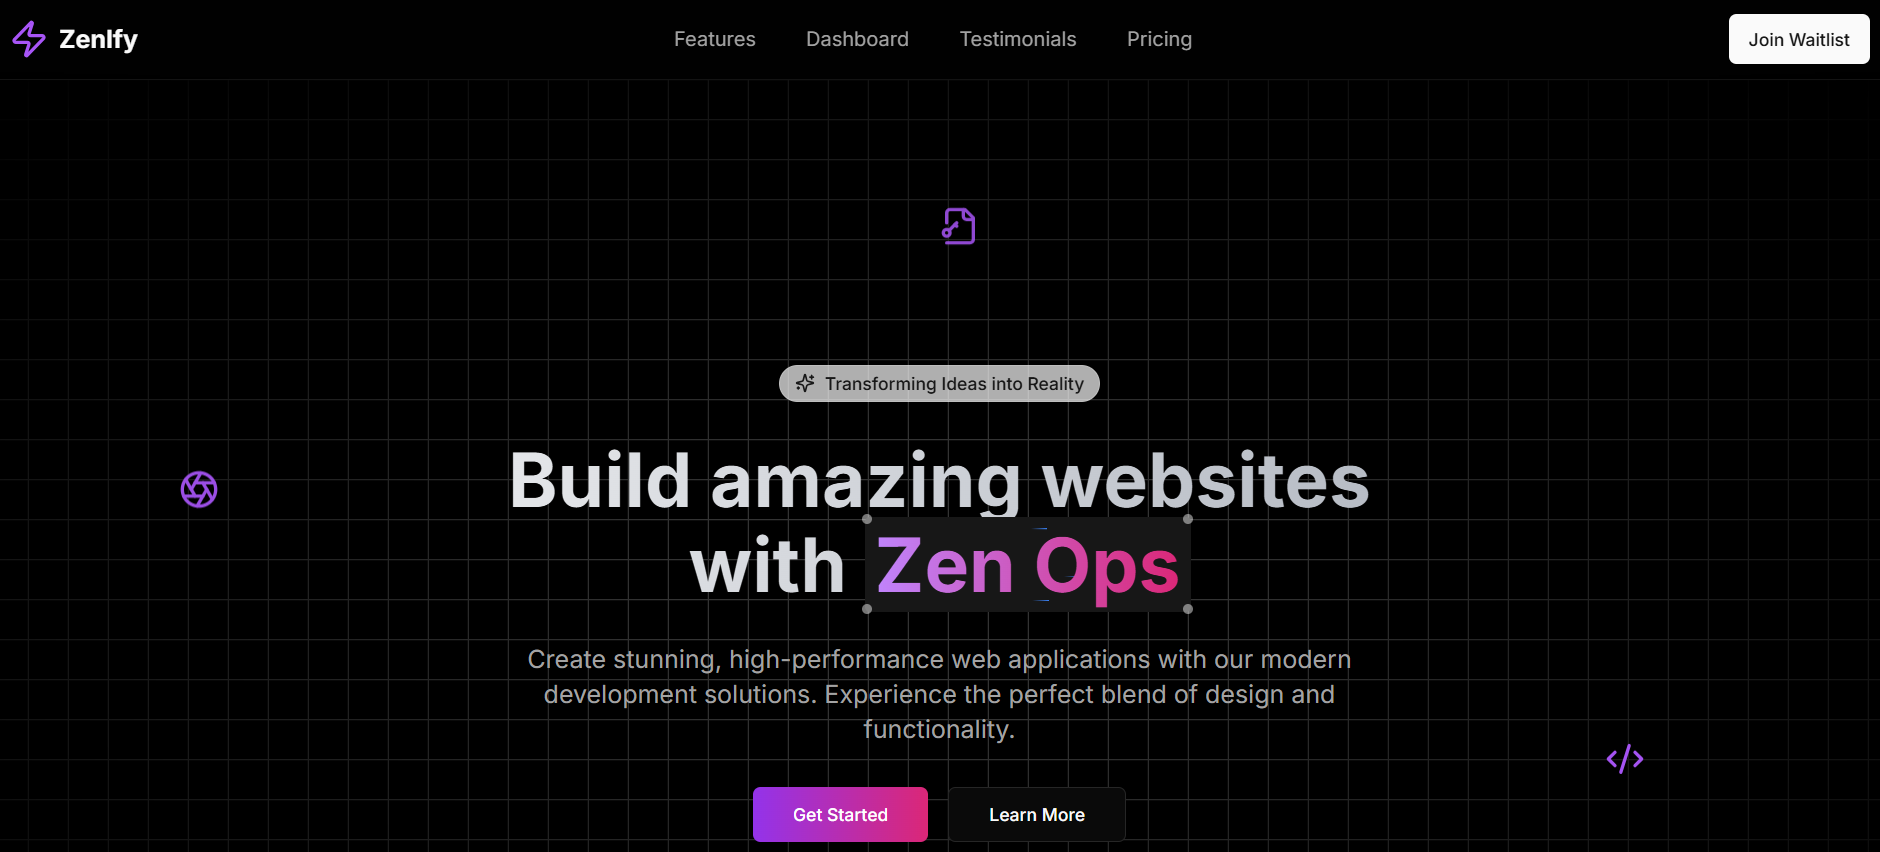 ZenIfy
Features
Dashboard
Testimonials
Pricing
Join Waitlist
Transforming Ideas into Reality
Build amazing websites
with Zen Ops
Create stunning, high-performance web applications with our modern
development solutions. Experience the perfect blend of design and
functionality.
Get Started
Learn More